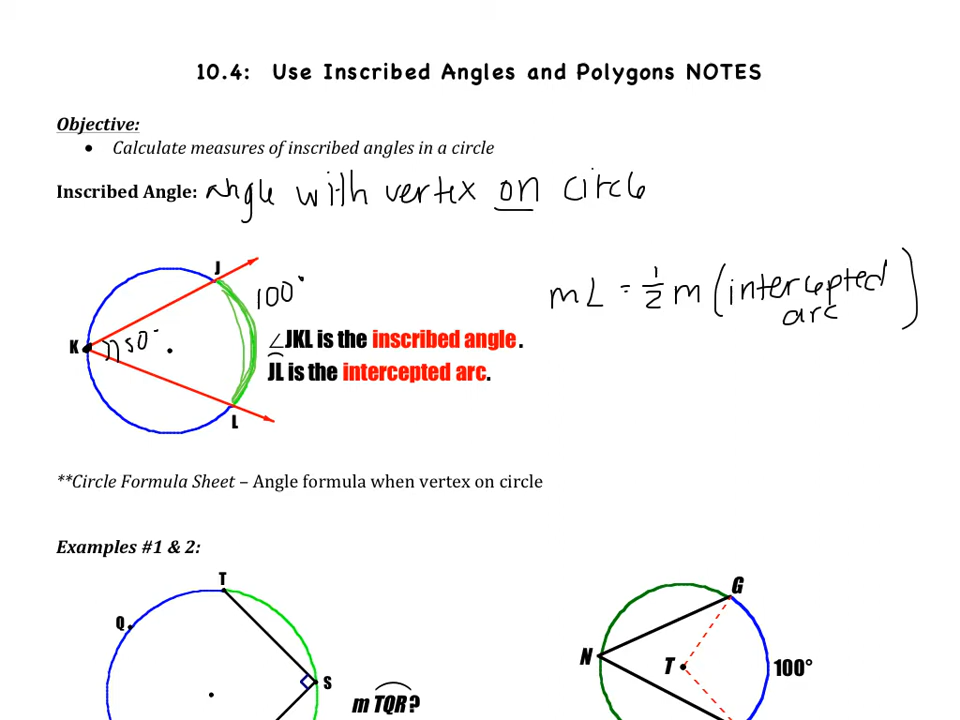 10.4: Use Inscribed Angles and Polygons NOTES
Objective:
• Calculate measures of inscribed angles in a circle
Inscribed Angle: Angle with vertex on circle
J
100°
K
50°
L
∠JKL is the inscribed angle.
JL is the intercepted arc.
m∠ = 1/2 m (intercepted
arc)
**Circle Formula Sheet – Angle formula when vertex on circle
Examples #1 & 2:
T
Q
S
m TQR?
G
N
T
100°